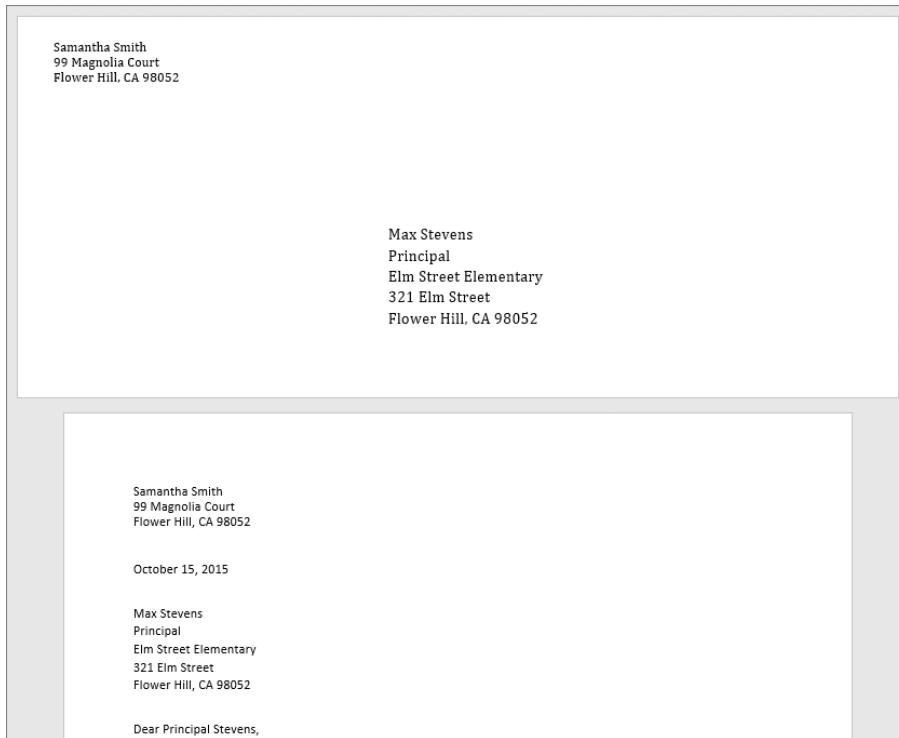 Samantha Smith
99 Magnolia Court
Flower Hill, CA 98052
Max Stevens
Principal
Elm Street Elementary
321 Elm Street
Flower Hill, CA 98052
Samantha Smith
99 Magnolia Court
Flower Hill, CA 98052
October 15, 2015
Max Stevens
Principal
Elm Street Elementary
321 Elm Street
Flower Hill, CA 98052
Dear Principal Stevens,